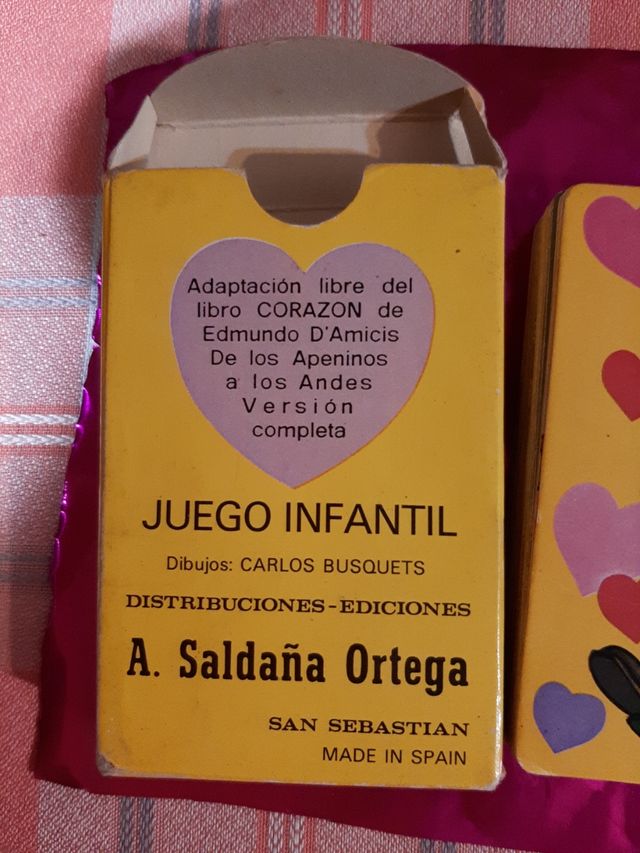 Adaptación libre del
libro CORAZON de
Edmundo D'Amicis
De los Apeninos
a los Andes
Versión
completa
JUEGO INFANTIL
Dibujos: CARLOS BUSQUETS
DISTRIBUCIONES-EDICIONES
A. Saldaña Ortega
SAN SEBASTIAN
MADE IN SPAIN